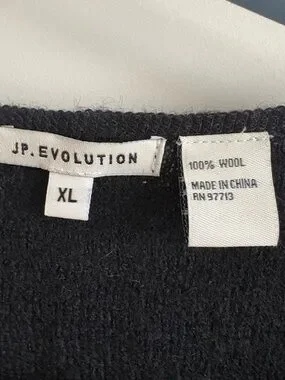 JP. EVOLUTION
XL
100% WOOL
MADE IN CHINA
RN 97713